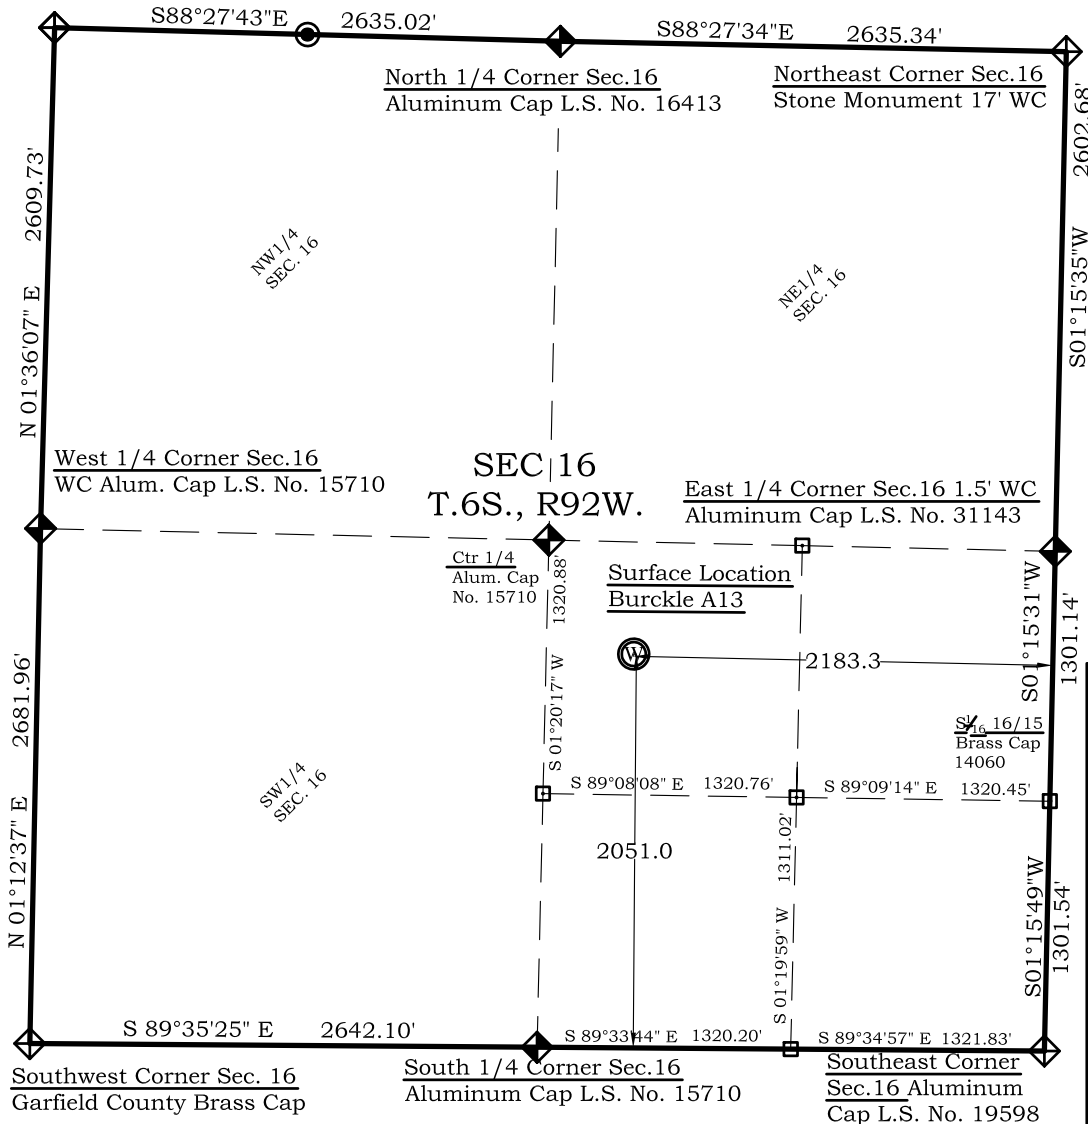 S88°27'43"E 2635.02'
S88°27'34"E 2635.34'
North 1/4 Corner Sec.16
Aluminum Cap L.S. No. 16413
Northeast Corner Sec.16
Stone Monument 17' WC
2609.73'
N 01°36'07" E
2602.68'
S01°15'35"W
NW1/4
SEC. 16
NE1/4
SEC. 16
West 1/4 Corner Sec.16
WC Alum. Cap L.S. No. 15710
SEC 16
T.6S., R92W.
East 1/4 Corner Sec.16 1.5' WC
Aluminum Cap L.S. No. 31143
Ctr 1/4
Alum. Cap
No. 15710
1320.88'
S 01°20'17" W
Surface Location
Burckle A13
W
2183.3
S01°15'31"W
1301.14'
2681.96'
N 01°12'37" E
SW1/4
SEC. 16
S1/16 16/15
Brass Cap
14060
S 89°08'08" E 1320.76'
S 89°09'14" E 1320.45'
2051.0
1311.02'
S 01°19'59" W
S01°15'49"W
1301.54'
S 89°35'25" E 2642.10'
S 89°33'44" E 1320.20'
S 89°34'57" E 1321.83'
Southwest Corner Sec. 16
Garfield County Brass Cap
South 1/4 Corner Sec.16
Aluminum Cap L.S. No. 15710
Southeast Corner
Sec.16 Aluminum
Cap L.S. No. 19598